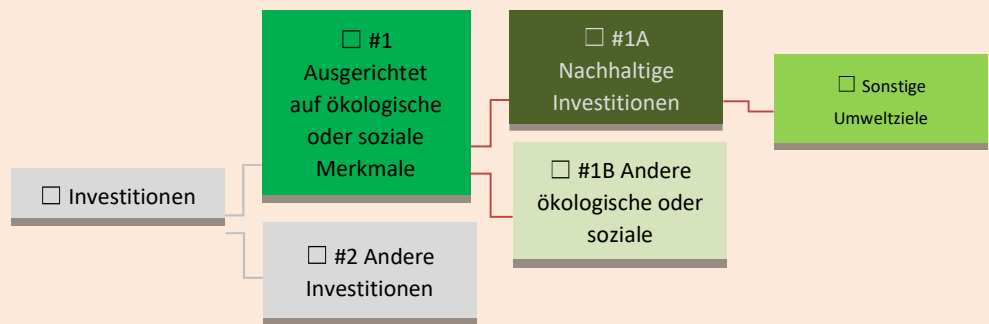 ☐ Investitionen
☐ #1
Ausgerichtet
auf ökologische
oder soziale
Merkmale
☐ #2 Andere
Investitionen
☐ #1A
Nachhaltige
Investitionen
☐ #1B Andere
ökologische oder
soziale
☐ Sonstige
Umweltziele